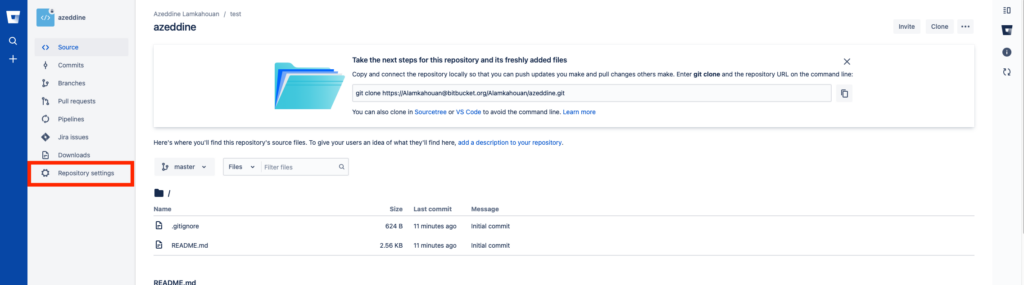 azeddine
Source
Commits
Branches
Pull requests
Pipelines
Jira issues
Downloads
Repository settings
Azeddine Lamkahouan / test
azeddine
Invite
Clone
Take the next steps for this repository and its freshly added files
Copy and connect the repository locally so that you can push updates you make and pull changes others make. Enter git clone and the repository URL on the command line:
git clone https://Alamkahouan@bitbucket.org/Alamkahouan/azeddine.git
You can also clone in Sourcetree or VS Code to avoid the command line. Learn more
Here's where you'll find this repository's source files. To give your users an idea of what they'll find here, add a description to your repository.
master
Files
Filter files
/
Name Size Last commit Message
.gitignore 624 B 11 minutes ago Initial commit
README.md 2.56 KB 11 minutes ago Initial commit
README.md